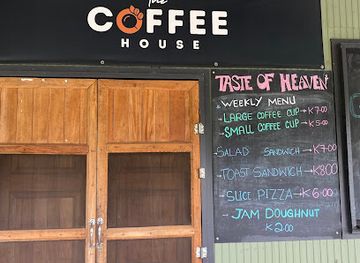 The
COFFEE
HOUSE
TASTE OF HEAVEN
WEEKLY MENU
LARGE COFFEE CUP → K7.00
SMALL COFFEE CUP → K5.00
SALAD SANDWICH → K7.00
→ TOAST SANDWICH → K8.00
→ SLICE PIZZA → K6.00
→ JAM DOUGHNUT
K2.00